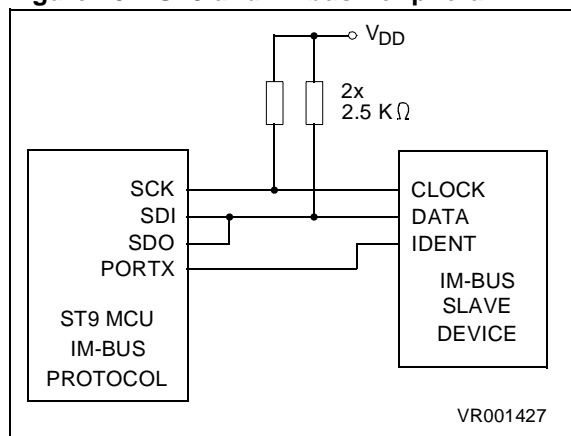 VDD
2x
2.5 KΩ
SCK
SDI
SDO
PORTX
ST9 MCU
IM-BUS
PROTOCOL
CLOCK
DATA
IDENT
IM-BUS
SLAVE
DEVICE
VR001427